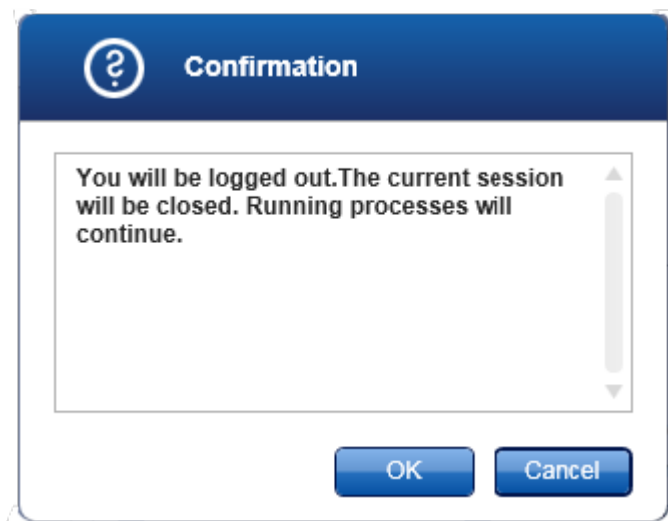 Confirmation
You will be logged out.The current session
will be closed. Running processes will
continue.
OK
Cancel